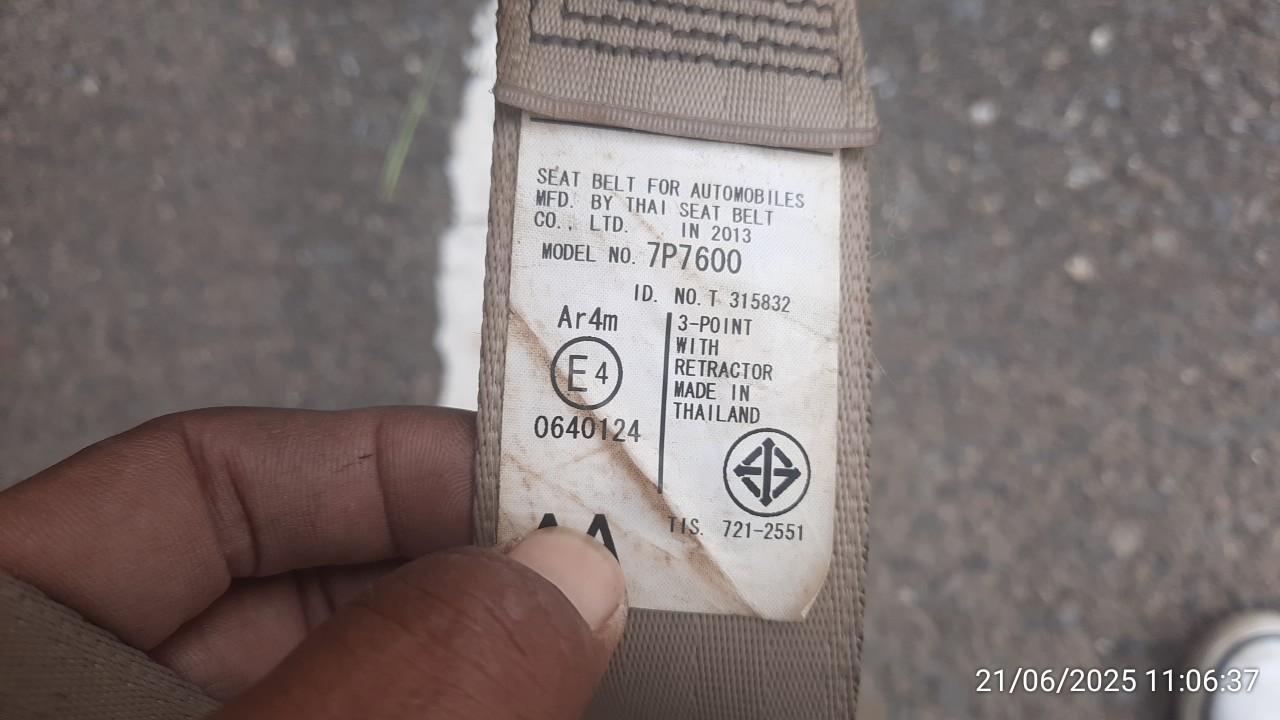 SEAT BELT FOR AUTOMOBILES
MFD. BY THAI SEAT BELT
CO., LTD. IN 2013
MODEL NO. 7P7600
ID. NO. T 315832
Ar4m
E4
0640124
3-POINT
WITH
RETRACTOR
MADE IN
THAILAND
TIS. 721-2551
21/06/2025 11:06:37